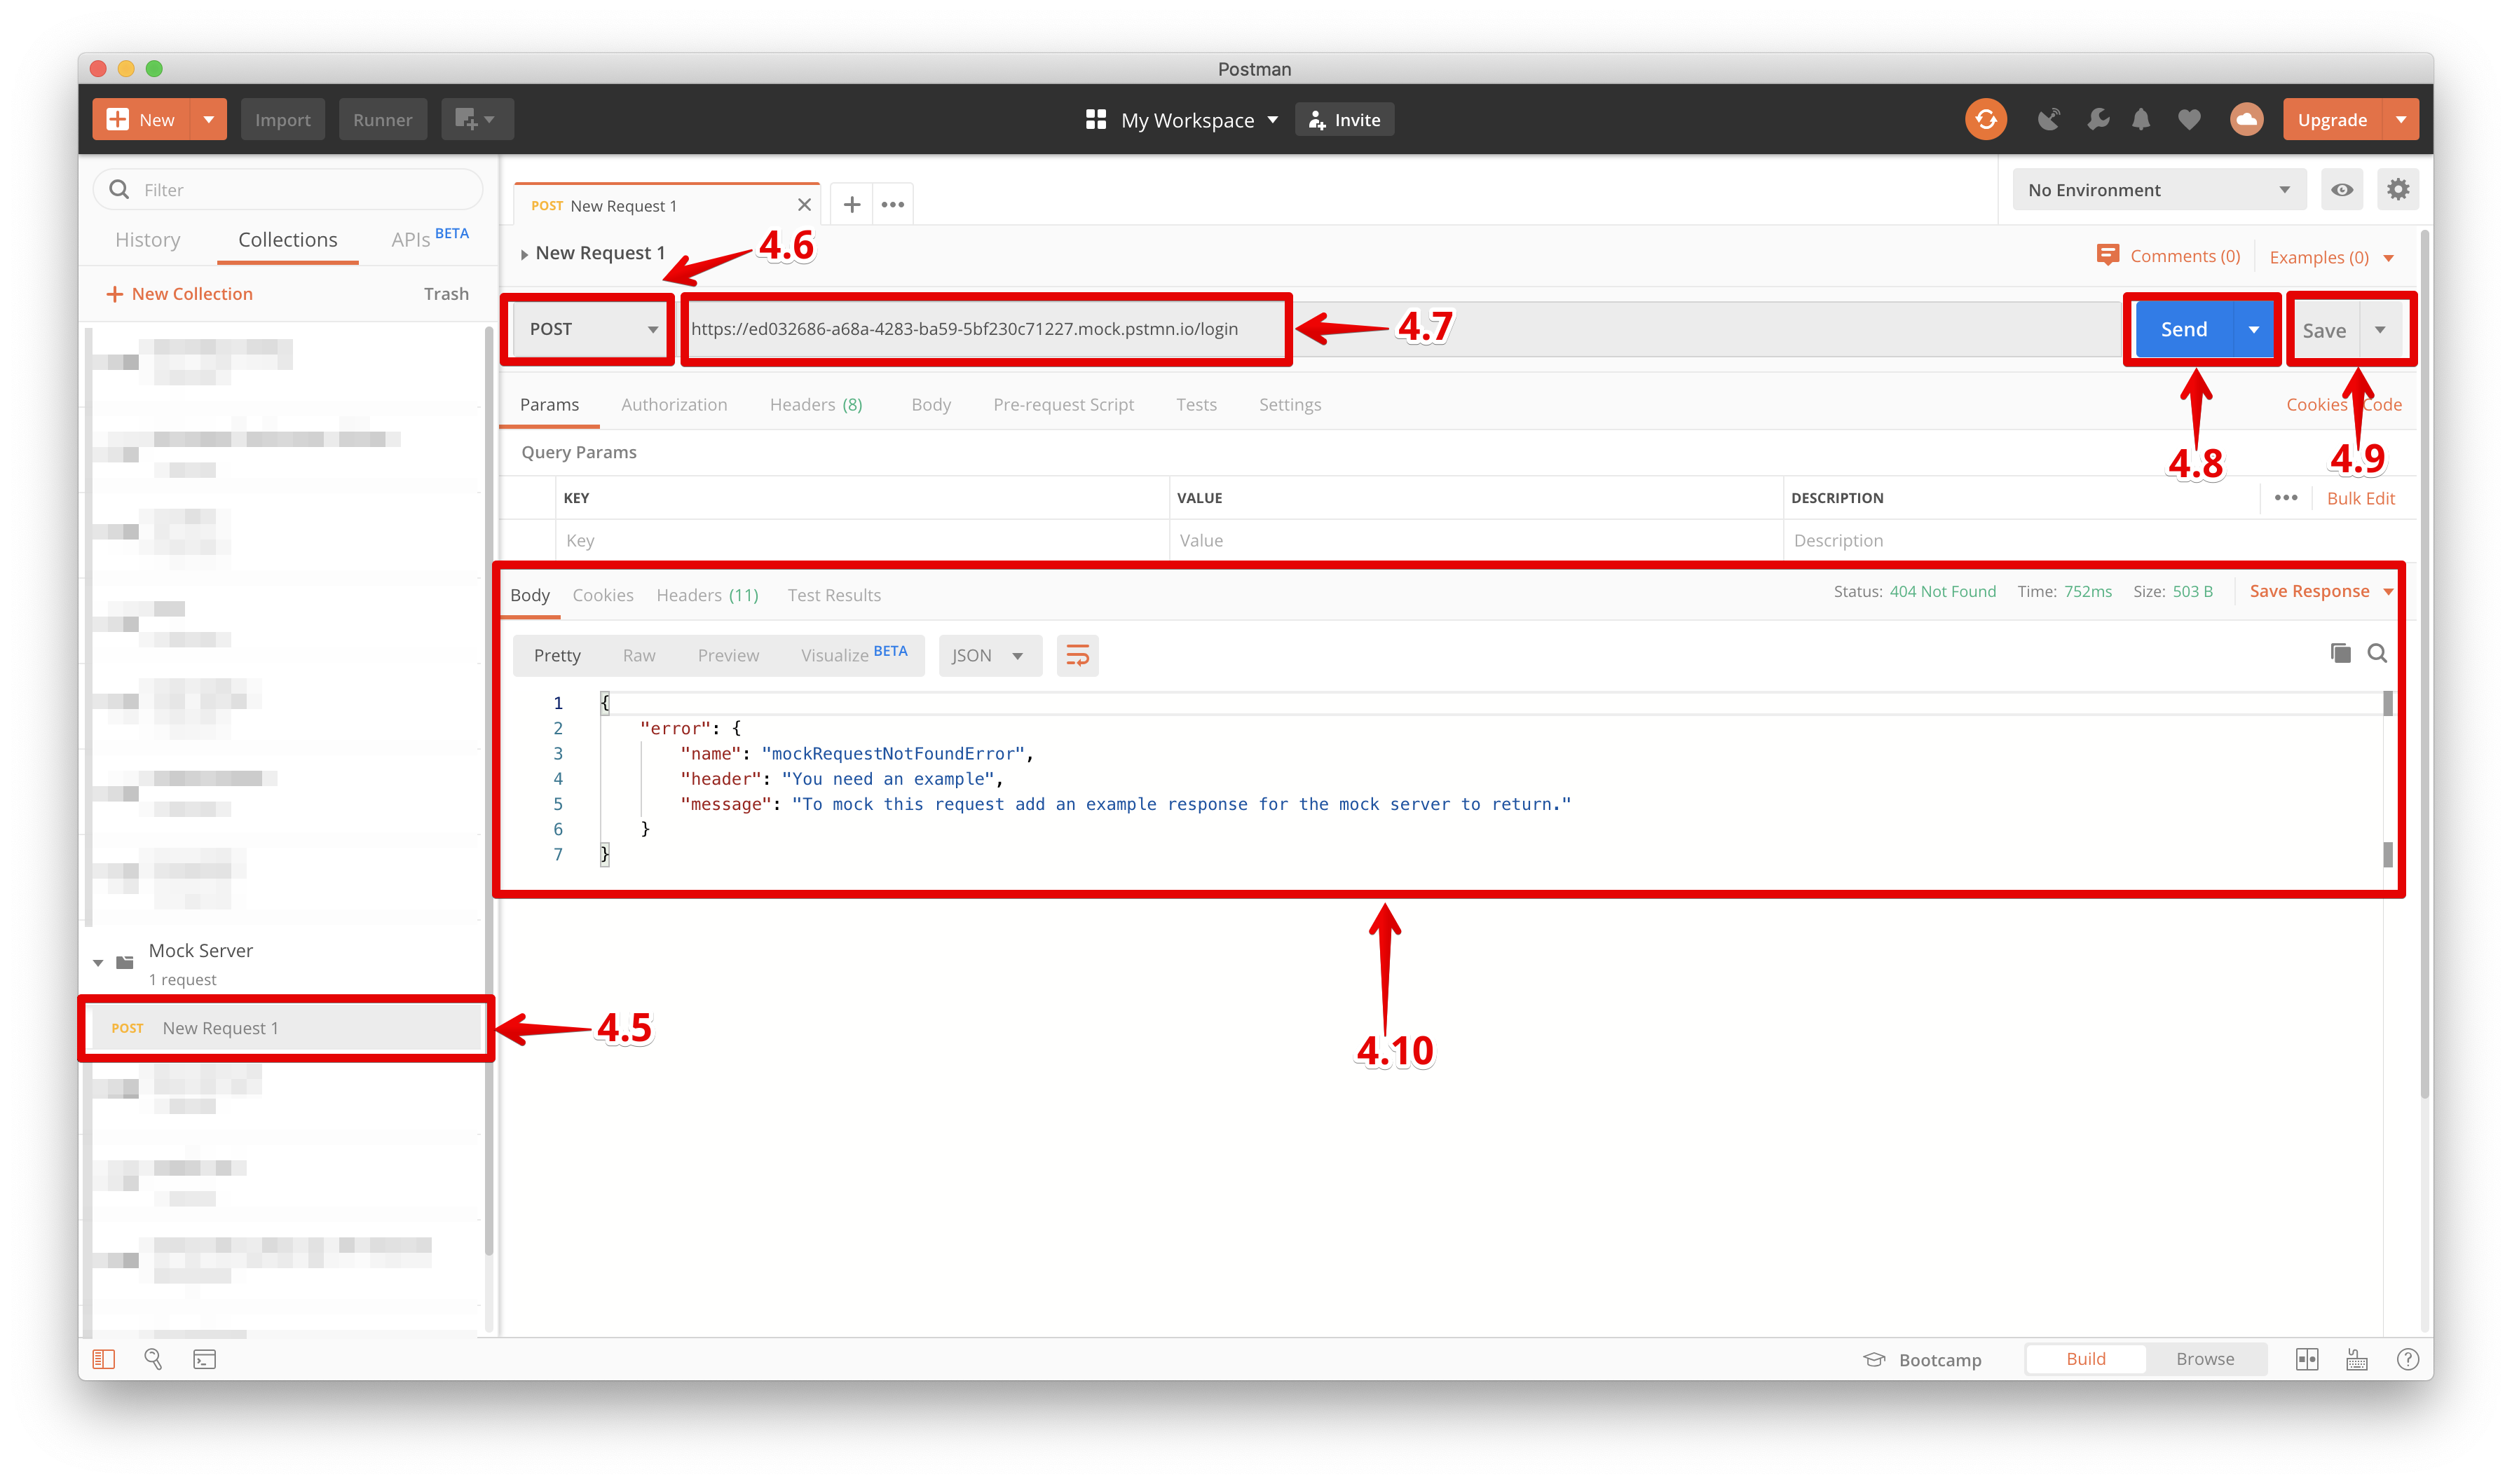 Postman
New Import Runner My Workspace Invite Upgrade
Filter
History Collections APIs BETA
New Collection Trash
POST New Request 1
No Environment
New Request 1
4.6
Comments (0) Examples (0)
POST https://ed032686-a68a-4283-ba59-5bf230c71227.mock.pstmn.io/login
4.7
Send Save
Params Authorization Headers (8) Body Pre-request Script Tests Settings
Cookies Code
4.8
4.9
Query Params
KEY VALUE DESCRIPTION Bulk Edit
Key Value Description
Body Cookies Headers (11) Test Results
Status: 404 Not Found Time: 752ms Size: 503 B Save Response
Pretty Raw Preview Visualize BETA JSON
1 {
2 "error": {
3 "name": "mockRequestNotFoundError",
4 "header": "You need an example",
5 "message": "To mock this request add an example response for the mock server to return."
6 }
7 }
Mock Server
1 request
POST New Request 1
4.5
4.10
Bootcamp Build Browse